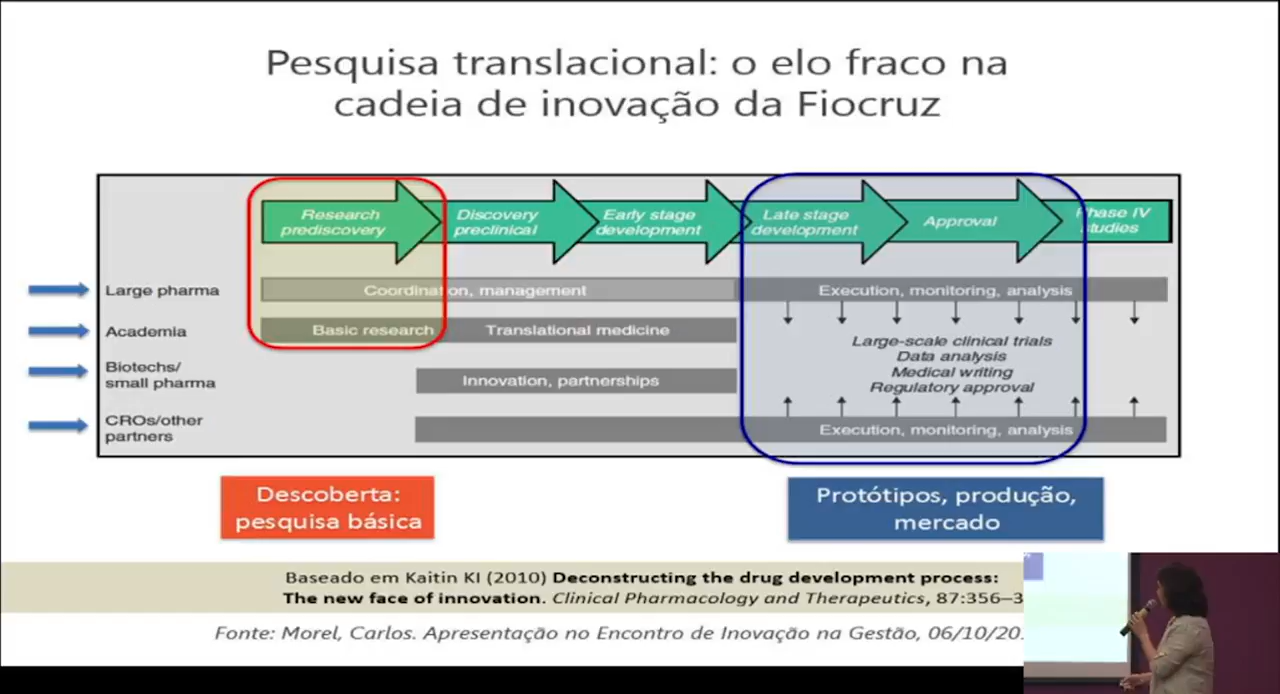 Pesquisa translacional: o elo fraco na
cadeia de inovação da Fiocruz
Research
prediscovery
Discovery
preclinical
Early stage
development
Late stage
development
Approval
Phase IV
studies
Large pharma
Coordination, management
Execution, monitoring, analysis
Academia
Basic research
Translational medicine
Biotechs/
small pharma
Innovation, partnerships
Large-scale clinical trials
Data analysis
Medical writing
Regulatory approval
CROs/other
partners
Execution, monitoring, analysis
Descoberta:
pesquisa básica
Protótipos, produção,
mercado
Baseado em Kaitin KI (2010) Deconstructing the drug development process:
The new face of innovation. Clinical Pharmacology and Therapeutics, 87:356–3
Fonte: Morel, Carlos. Apresentação no Encontro de Inovação na Gestão, 06/10/20